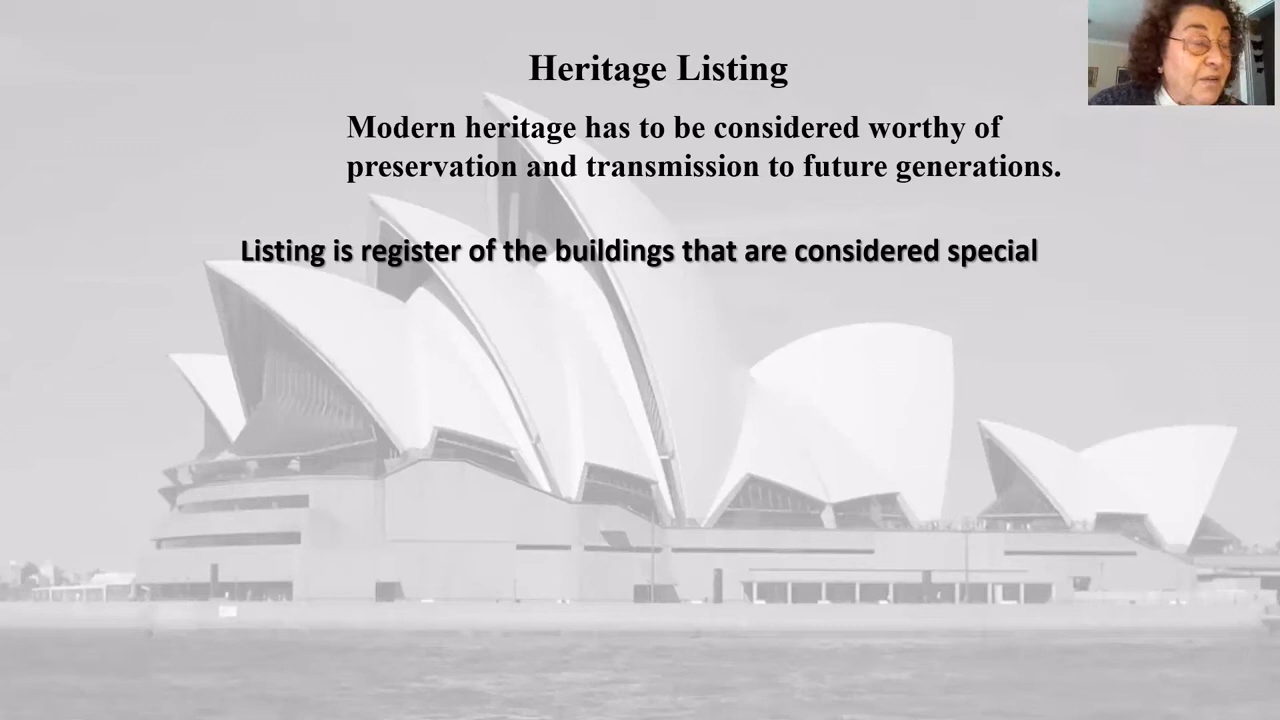 Heritage Listing
Modern heritage has to be considered worthy of
preservation and transmission to future generations.
Listing is register of the buildings that are considered special